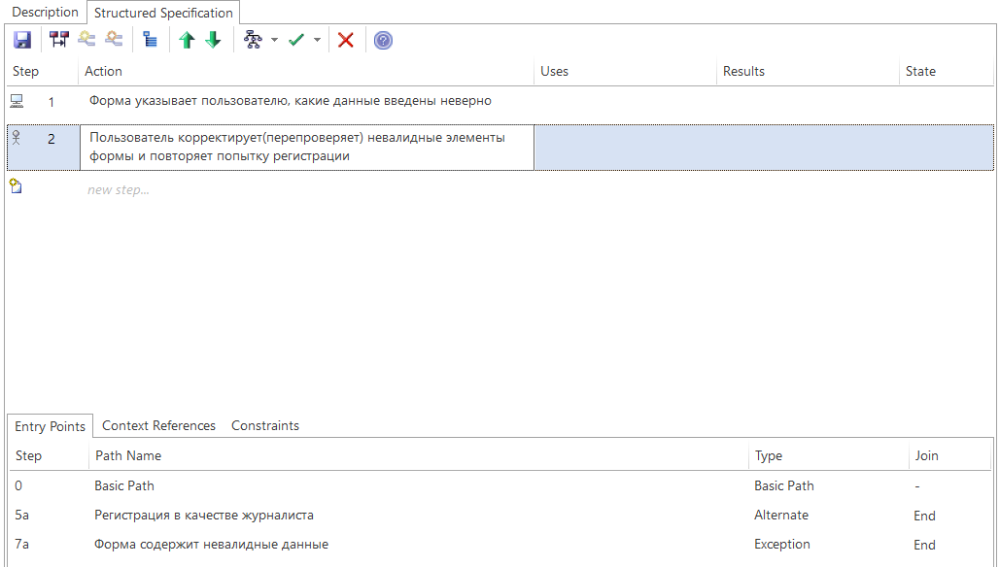 Description Structured Specification
Step Action Uses Results State
1 Форма указывает пользователю, какие данные введены неверно
2 Пользователь корректирует(перепроверяет) невалидные элементы
формы и повторяет попытку регистрации
new step...
Entry Points Context References Constraints
Step Path Name Type Join
0 Basic Path Basic Path -
5a Регистрация в качестве журналиста Alternate End
7a Форма содержит невалидные данные Exception End